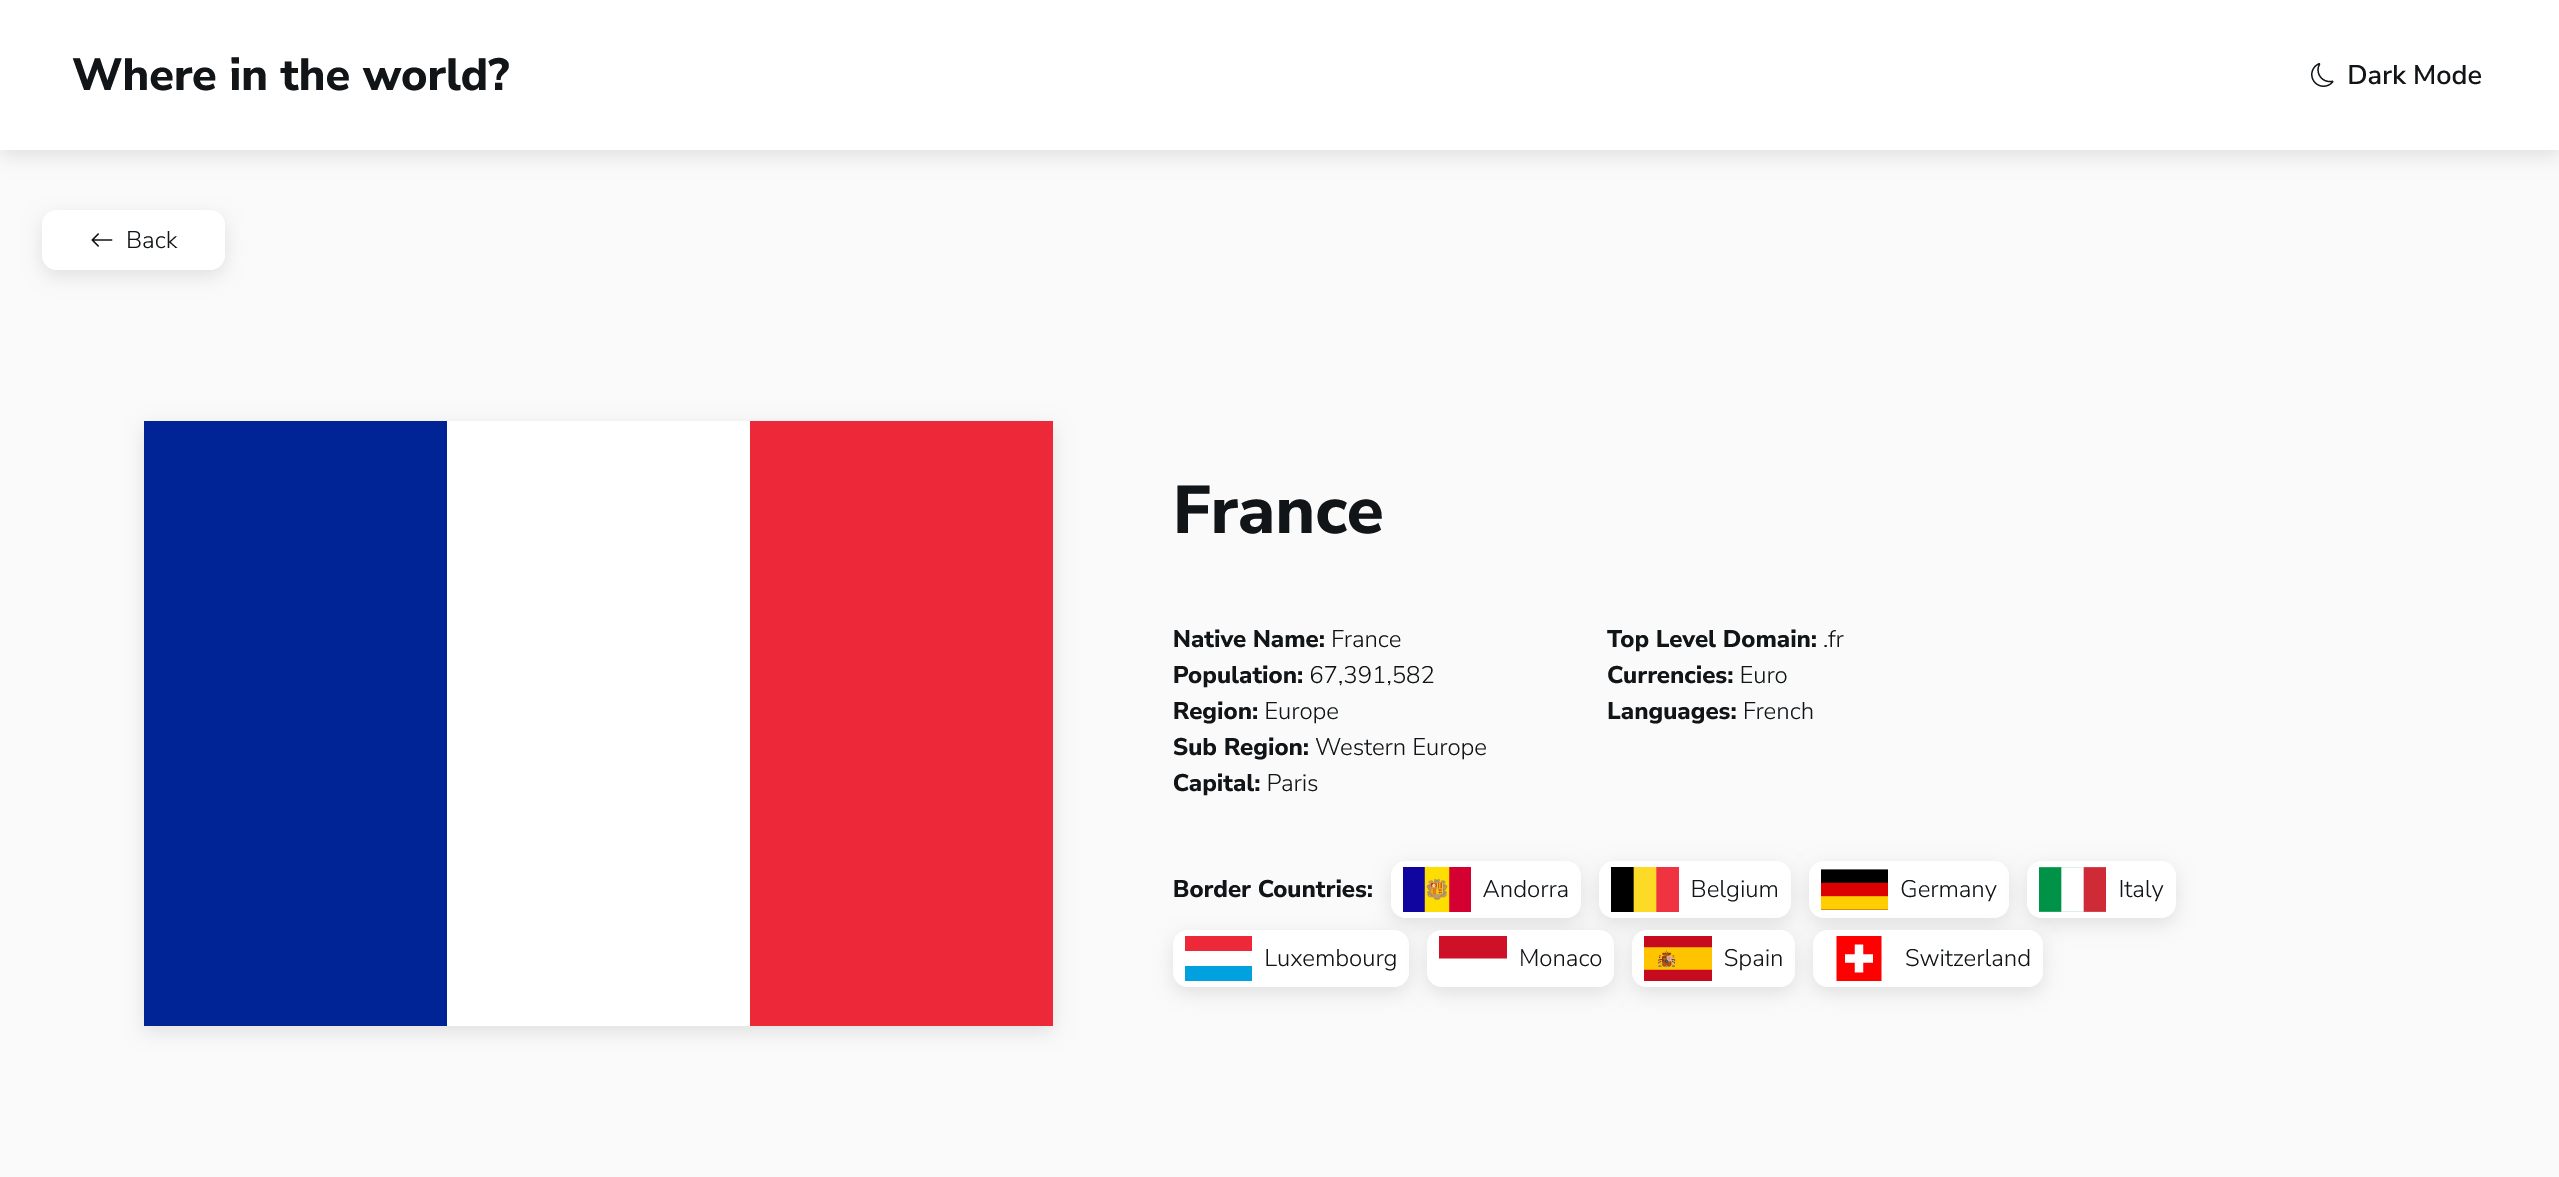 Where in the world?
Dark Mode
Back
France
Native Name: France
Population: 67,391,582
Region: Europe
Sub Region: Western Europe
Capital: Paris
Top Level Domain: .fr
Currencies: Euro
Languages: French
Border Countries: Andorra Belgium Germany Italy
Luxembourg Monaco Spain Switzerland